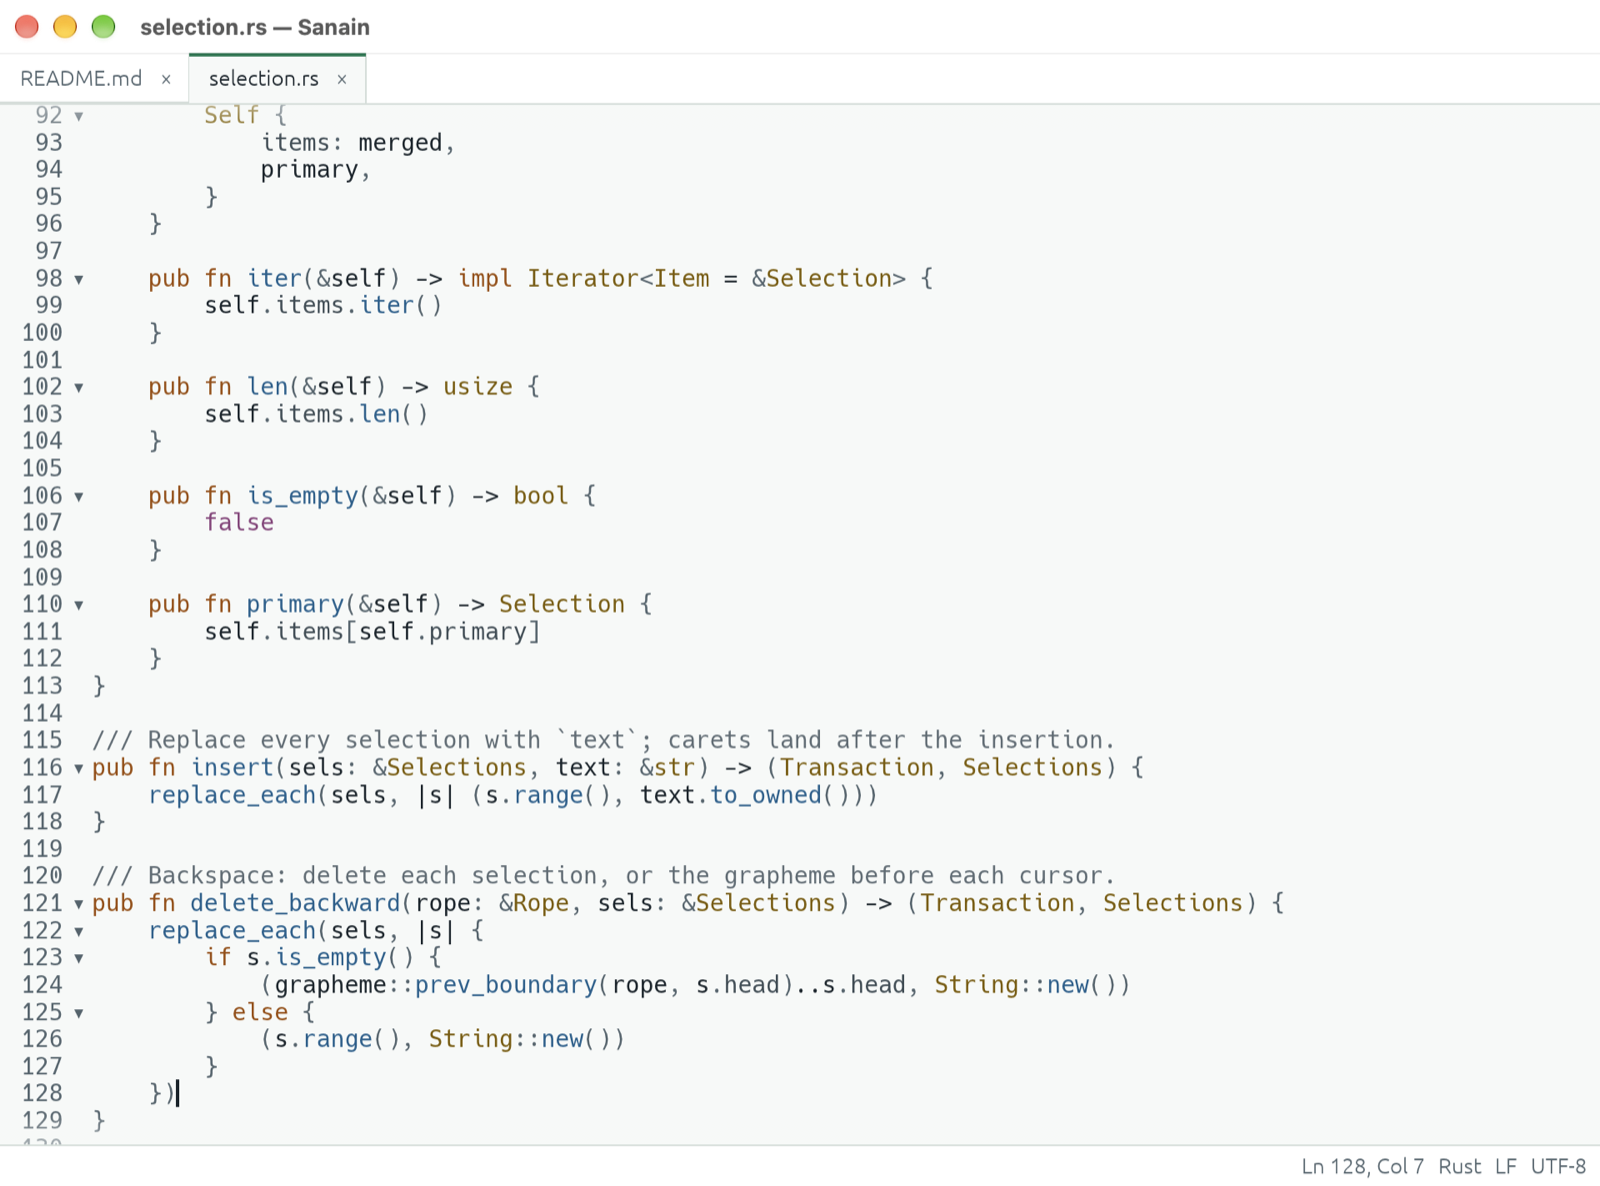 selection.rs — Sanain
README.md × selection.rs ×
92 ▾ Self {
93 items: merged,
94 primary,
95 }
96 }
97
98 ▾ pub fn iter(&self) -> impl Iterator<Item = &Selection> {
99 self.items.iter()
100 }
101
102 ▾ pub fn len(&self) -> usize {
103 self.items.len()
104 }
105
106 ▾ pub fn is_empty(&self) -> bool {
107 false
108 }
109
110 ▾ pub fn primary(&self) -> Selection {
111 self.items[self.primary]
112 }
113 }
114
115 /// Replace every selection with `text`; carets land after the insertion.
116 ▾ pub fn insert(sels: &Selections, text: &str) -> (Transaction, Selections) {
117 replace_each(sels, |s| (s.range(), text.to_owned()))
118 }
119
120 /// Backspace: delete each selection, or the grapheme before each cursor.
121 ▾ pub fn delete_backward(rope: &Rope, sels: &Selections) -> (Transaction, Selections) {
122 ▾ replace_each(sels, |s| {
123 ▾ if s.is_empty() {
124 (grapheme::prev_boundary(rope, s.head)..s.head, String::new())
125 ▾ } else {
126 (s.range(), String::new())
127 }
128 })
129 }
130
Ln 128, Col 7 Rust LF UTF-8